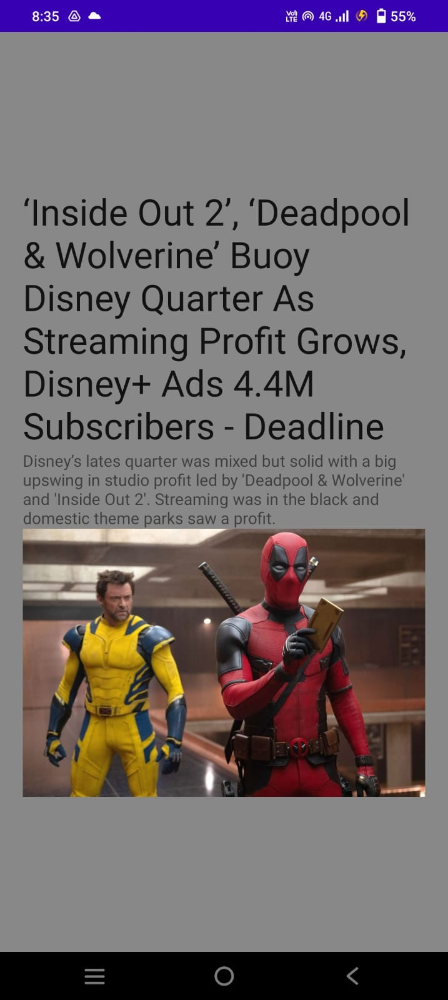 8:35
Vo))
LTE
4G
55%
‘Inside Out 2’, ‘Deadpool
& Wolverine’ Buoy
Disney Quarter As
Streaming Profit Grows,
Disney+ Ads 4.4M
Subscribers - Deadline
Disney’s lates quarter was mixed but solid with a big
upswing in studio profit led by 'Deadpool & Wolverine'
and 'Inside Out 2'. Streaming was in the black and
domestic theme parks saw a profit.